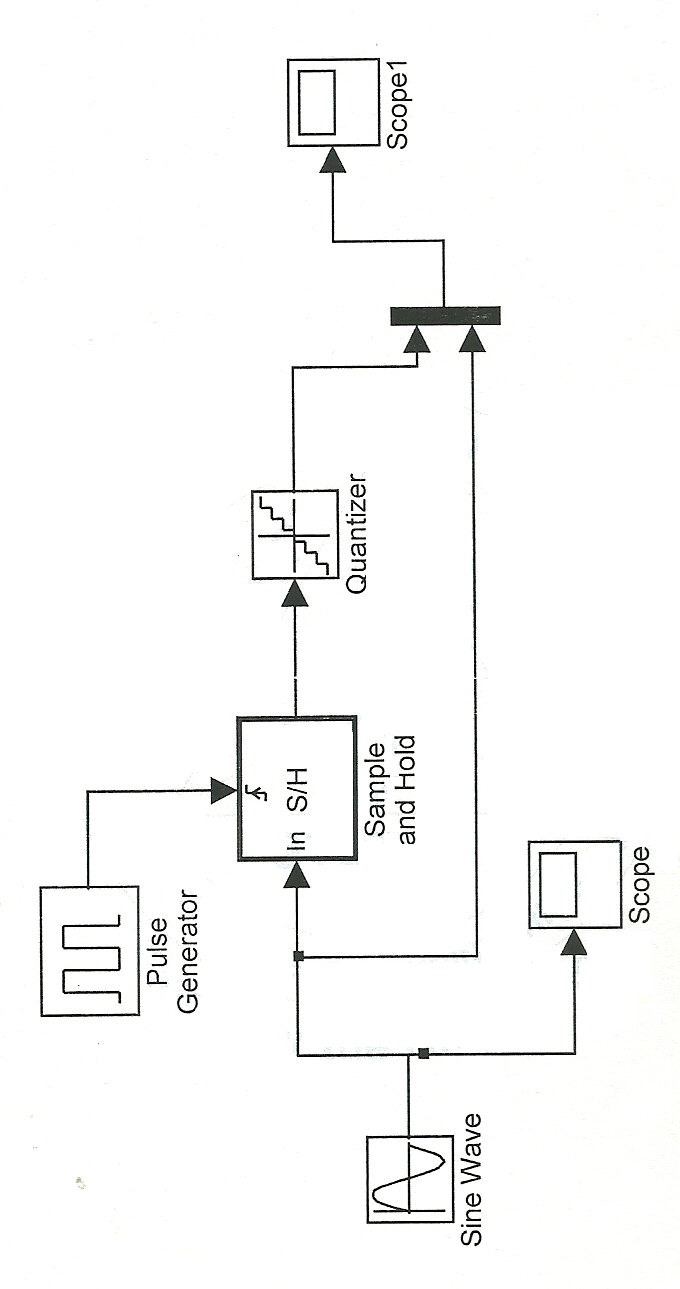 Pulse
Generator
In S/H
Sample
and Hold
Quantizer
Scope1
Sine Wave
Scope